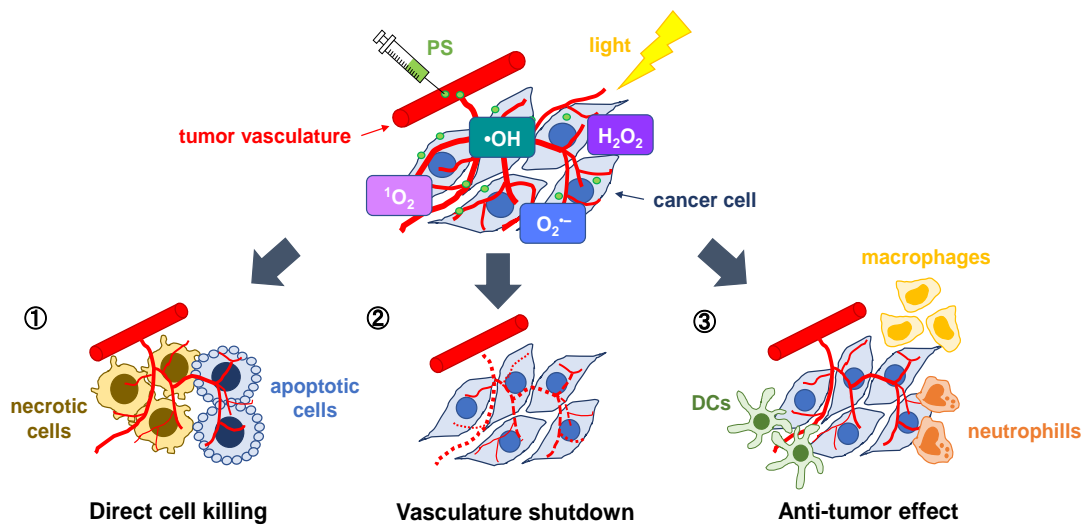 PS
light
tumor vasculature
•OH
H₂O₂
¹O₂
O₂•−
cancer cell
macrophages
①
②
③
necrotic
cells
apoptotic
cells
DCs
neutrophills
Direct cell killing
Vasculature shutdown
Anti-tumor effect